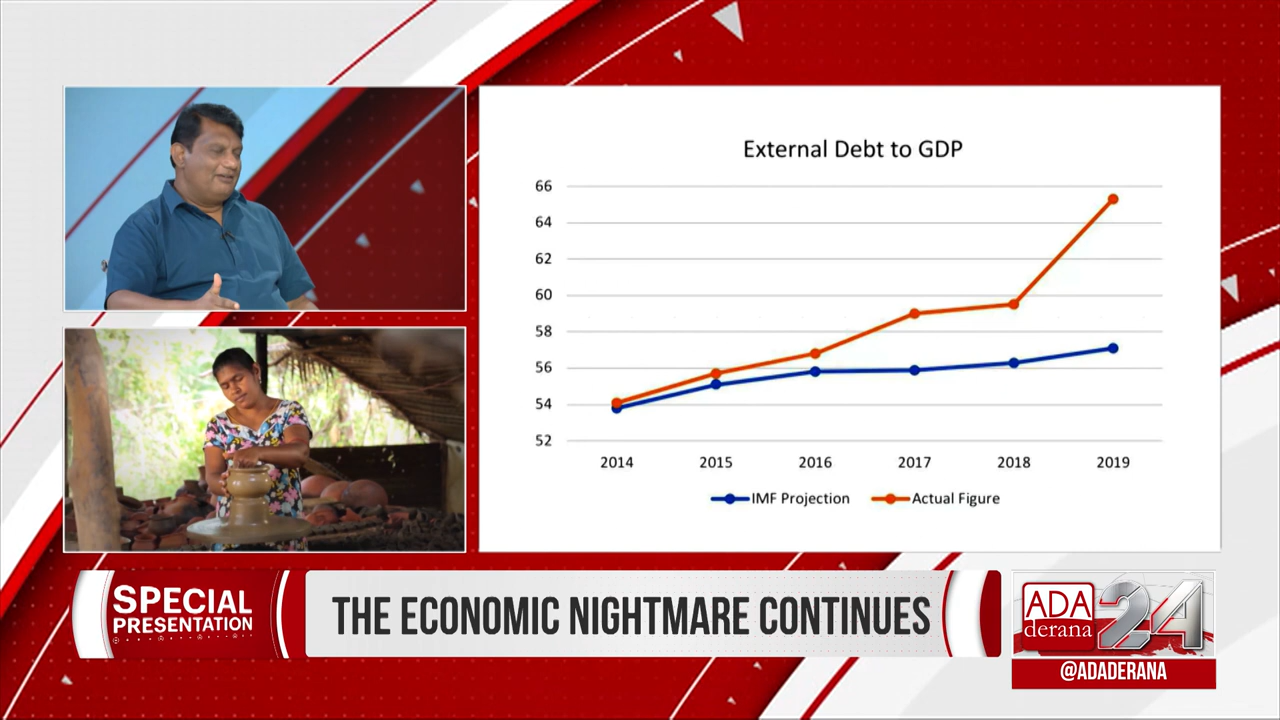 External Debt to GDP
66
64
62
60
58
56
54
52
2014 2015 2016 2017 2018 2019
IMF Projection Actual Figure
SPECIAL
PRESENTATION
THE ECONOMIC NIGHTMARE CONTINUES
ADA
derana
24
@ADADERANA